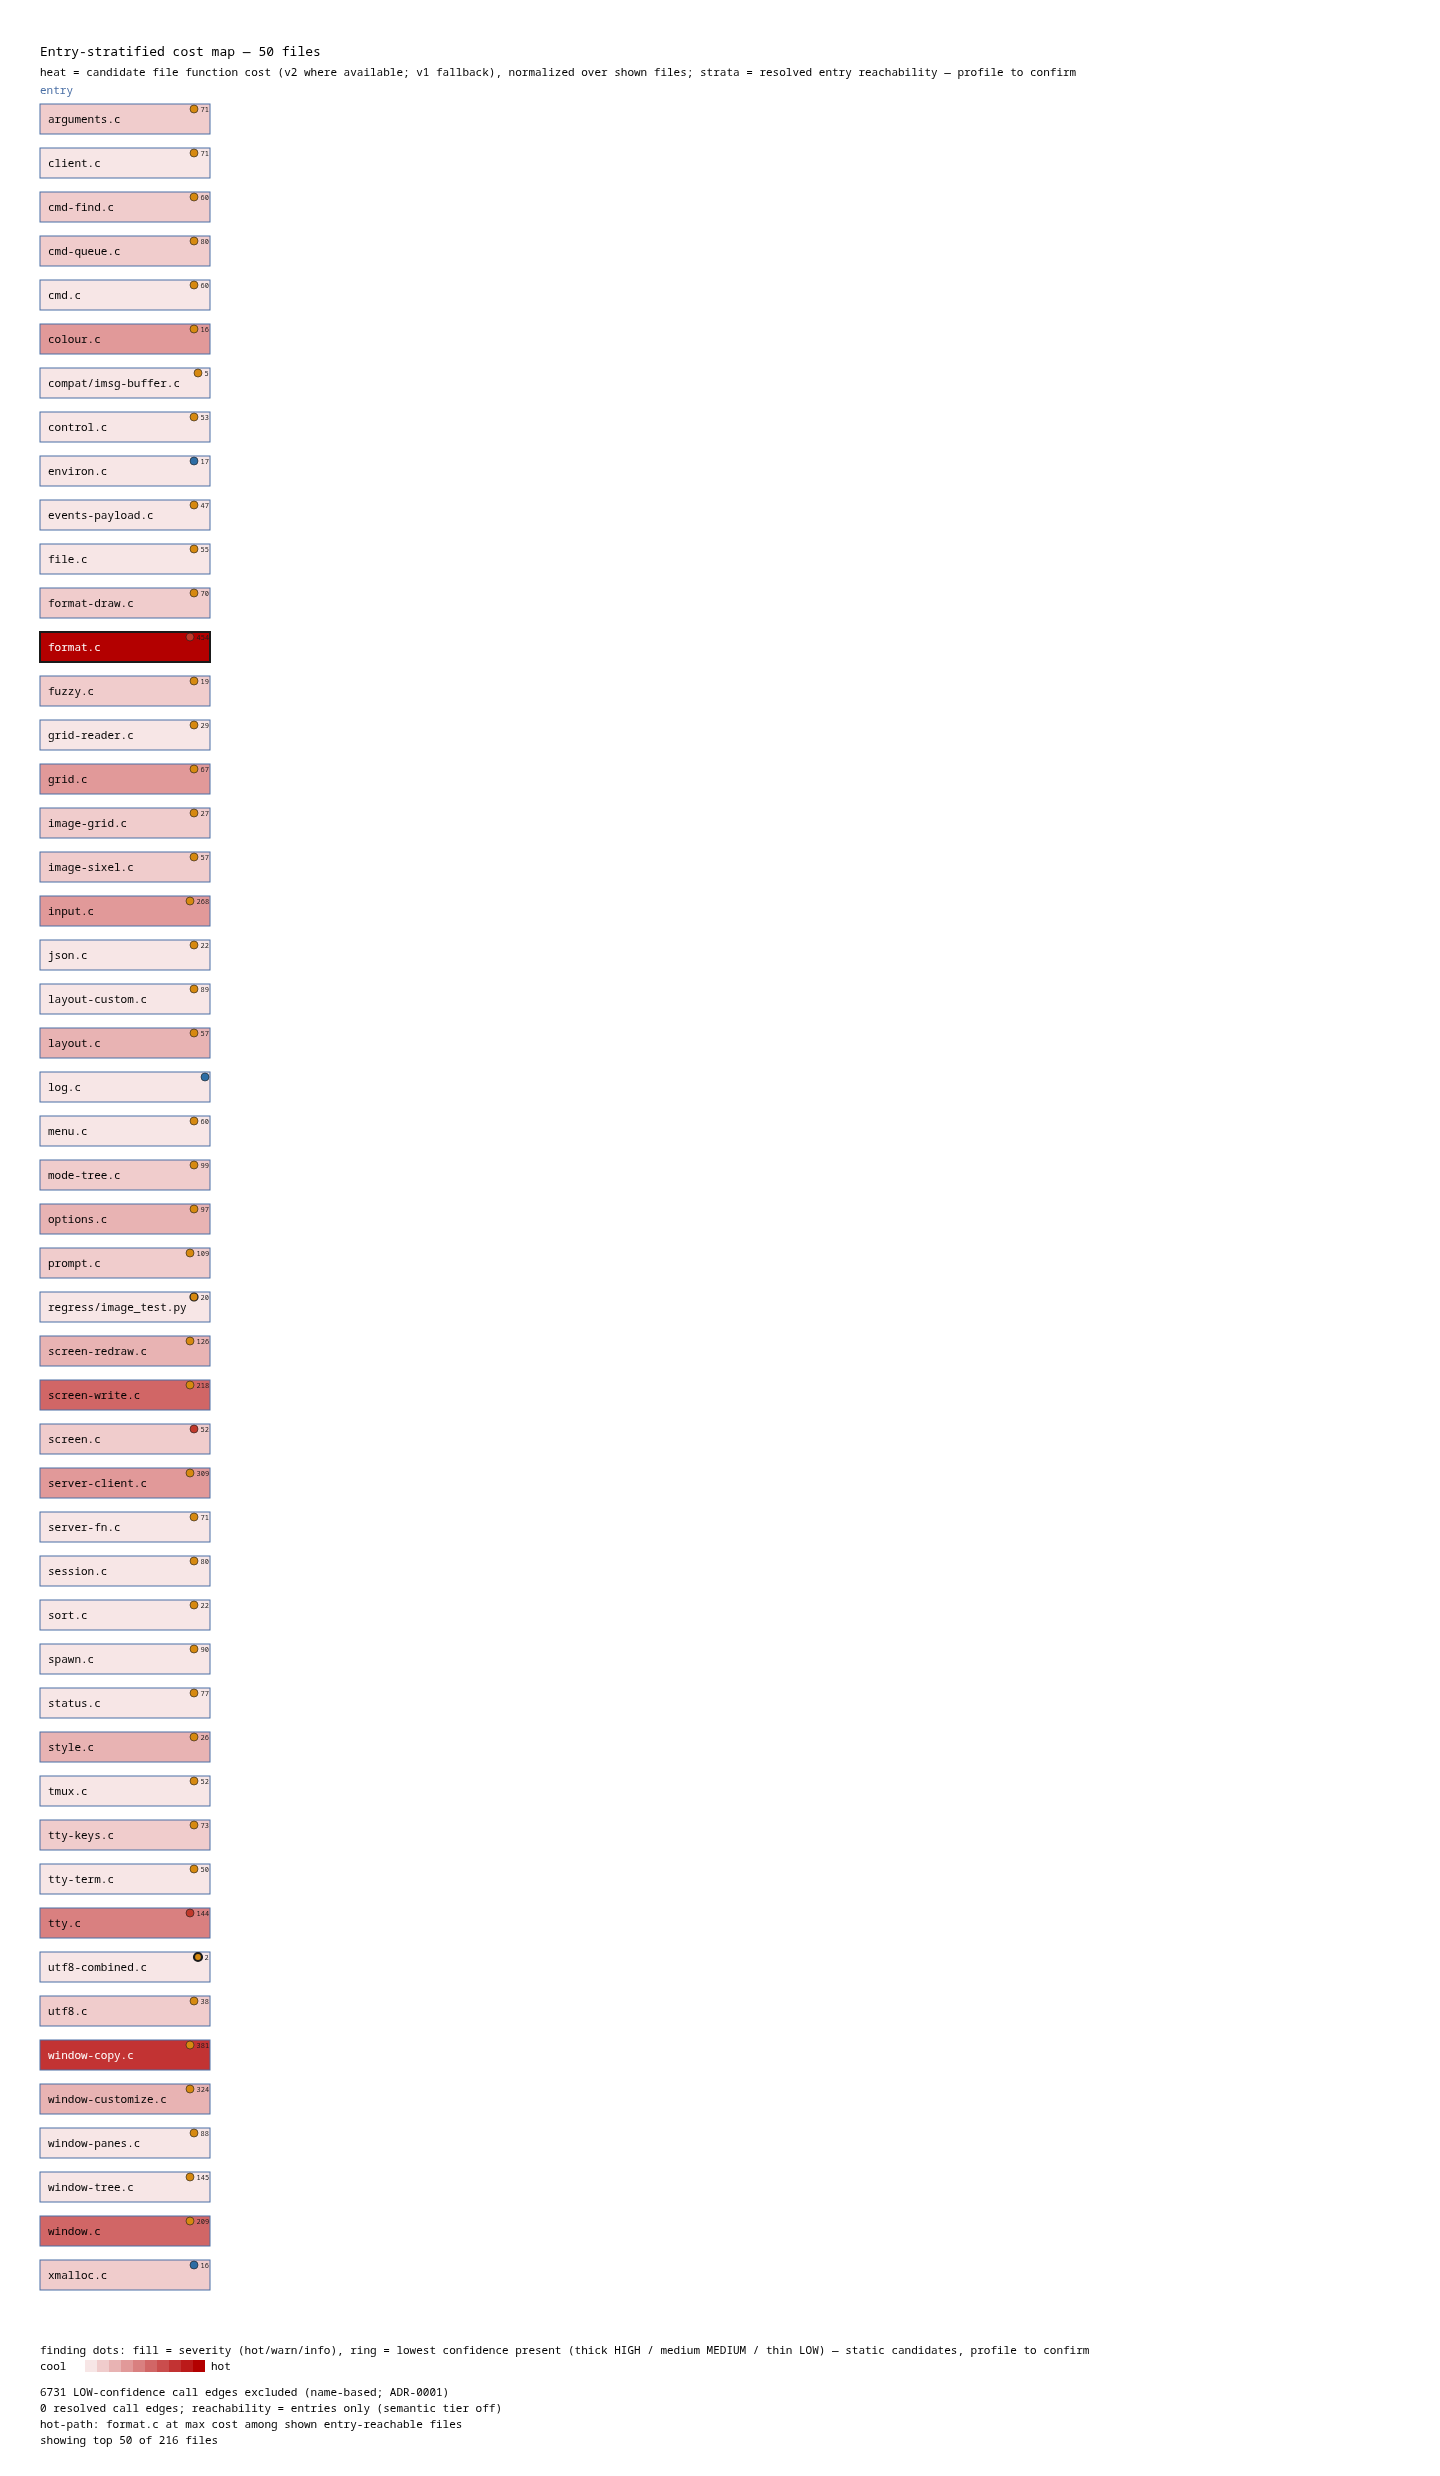 Entry-stratified cost map — 50 files
heat = candidate file function cost (v2 where available; v1 fallback), normalized over shown files; strata = resolved entry reachability — profile to confirm
entry
arguments.c 71
client.c 71
cmd-find.c 60
cmd-queue.c 80
cmd.c 60
colour.c 16
compat/imsg-buffer.c 5
control.c 53
environ.c 17
events-payload.c 47
file.c 55
format-draw.c 70
format.c
fuzzy.c 19
grid-reader.c 29
grid.c 67
image-grid.c 27
image-sixel.c 57
input.c 268
json.c 22
layout-custom.c 89
layout.c 57
log.c
menu.c 60
mode-tree.c 99
options.c 97
prompt.c 109
regress/image_test.py 20
screen-redraw.c 126
screen-write.c 218
screen.c 52
server-client.c 309
server-fn.c 71
session.c 80
sort.c 22
spawn.c 90
status.c 77
style.c 26
tmux.c 52
tty-keys.c 73
tty-term.c 50
tty.c 144
utf8-combined.c 2
utf8.c 38
window-copy.c 381
window-customize.c 324
window-panes.c 88
window-tree.c 145
window.c 209
xmalloc.c 16
finding dots: fill = severity (hot/warn/info), ring = lowest confidence present (thick HIGH / medium MEDIUM / thin LOW) — static candidates, profile to confirm
cool hot
6731 LOW-confidence call edges excluded (name-based; ADR-0001)
0 resolved call edges; reachability = entries only (semantic tier off)
hot-path: format.c at max cost among shown entry-reachable files
showing top 50 of 216 files